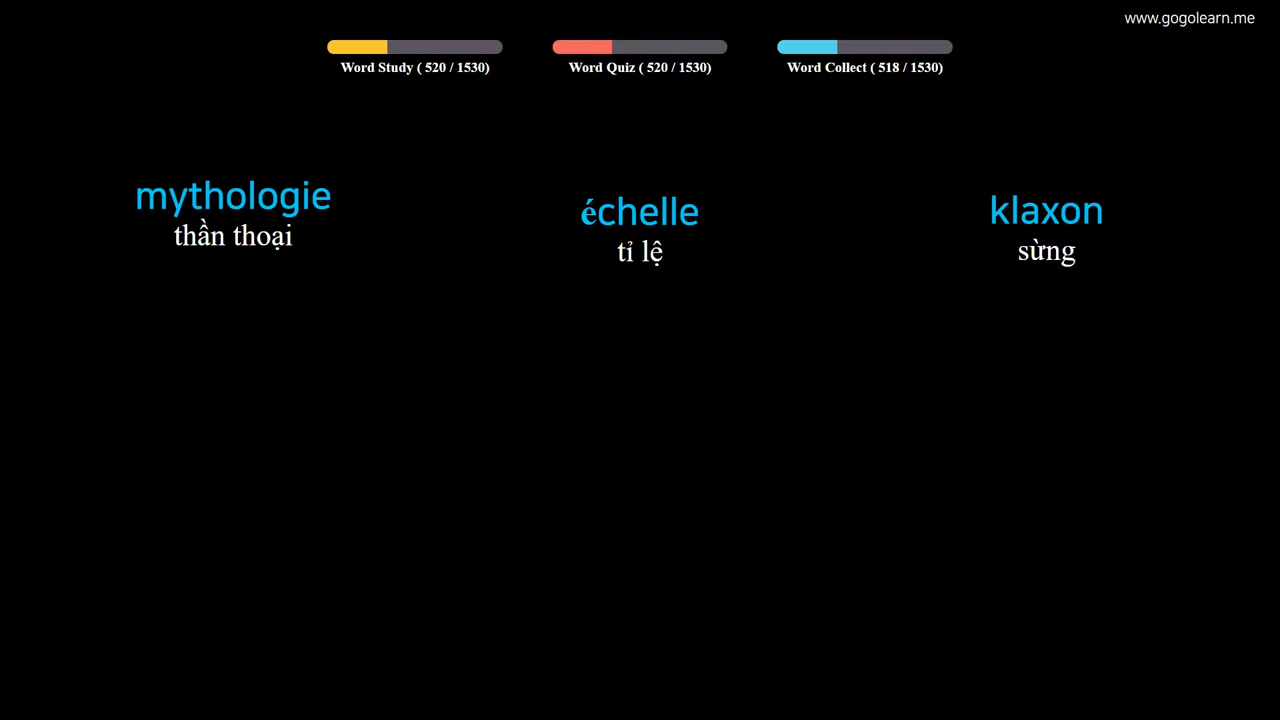 www.gogolearn.me
Word Study ( 520 / 1530)
Word Quiz ( 520 / 1530)
Word Collect ( 518 / 1530)
mythologie
thần thoại
échelle
tỉ lệ
klaxon
sừng